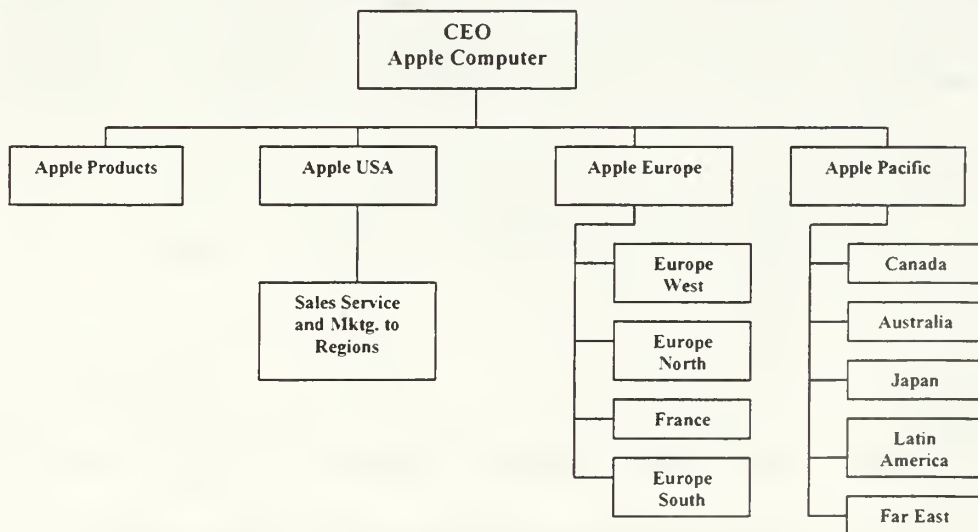 CEO
Apple Computer
Apple Products
Apple USA
Apple Europe
Apple Pacific
Sales Service
and Mktg. to
Regions
Europe
West
Europe
North
France
Europe
South
Canada
Australia
Japan
Latin
America
Far East